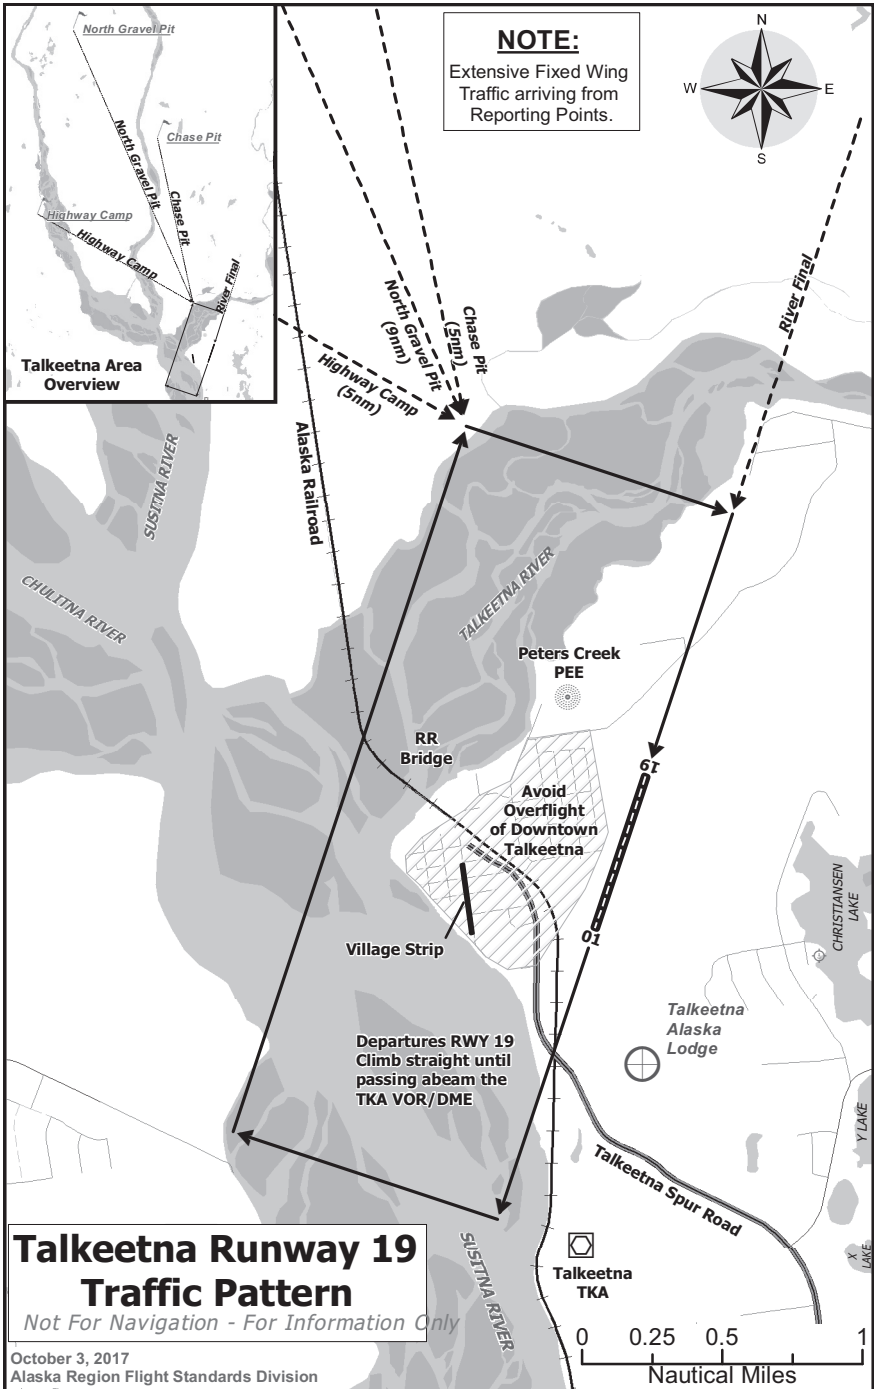 North Gravel Pit
Chase Pit
North Gravel Pit
Chase Pit
Highway Camp
Highway Camp
River Final
Talkeetna Area
Overview
NOTE:
Extensive Fixed Wing
Traffic arriving from
Reporting Points.
N
W
E
S
River Final
North Gravel Pit
(9nm)
Chase Pit
(5nm)
Highway Camp
(5nm)
Alaska Railroad
SUSITNA RIVER
CHULITNA RIVER
TALKEETNA RIVER
Peters Creek
PEE
RR
Bridge
19
Avoid
Overflight
of Downtown
Talkeetna
01
Village Strip
CHRISTIANSEN
LAKE
Talkeetna
Alaska
Lodge
Departures RWY 19
Climb straight until
passing abeam the
TKA VOR/DME
Y LAKE
Talkeetna Spur Road
X
LAKE
SUSITNA RIVER
Talkeetna
TKA
Talkeetna Runway 19
Traffic Pattern
Not For Navigation - For Information Only
October 3, 2017
Alaska Region Flight Standards Division
0 0.25 0.5 1
Nautical Miles